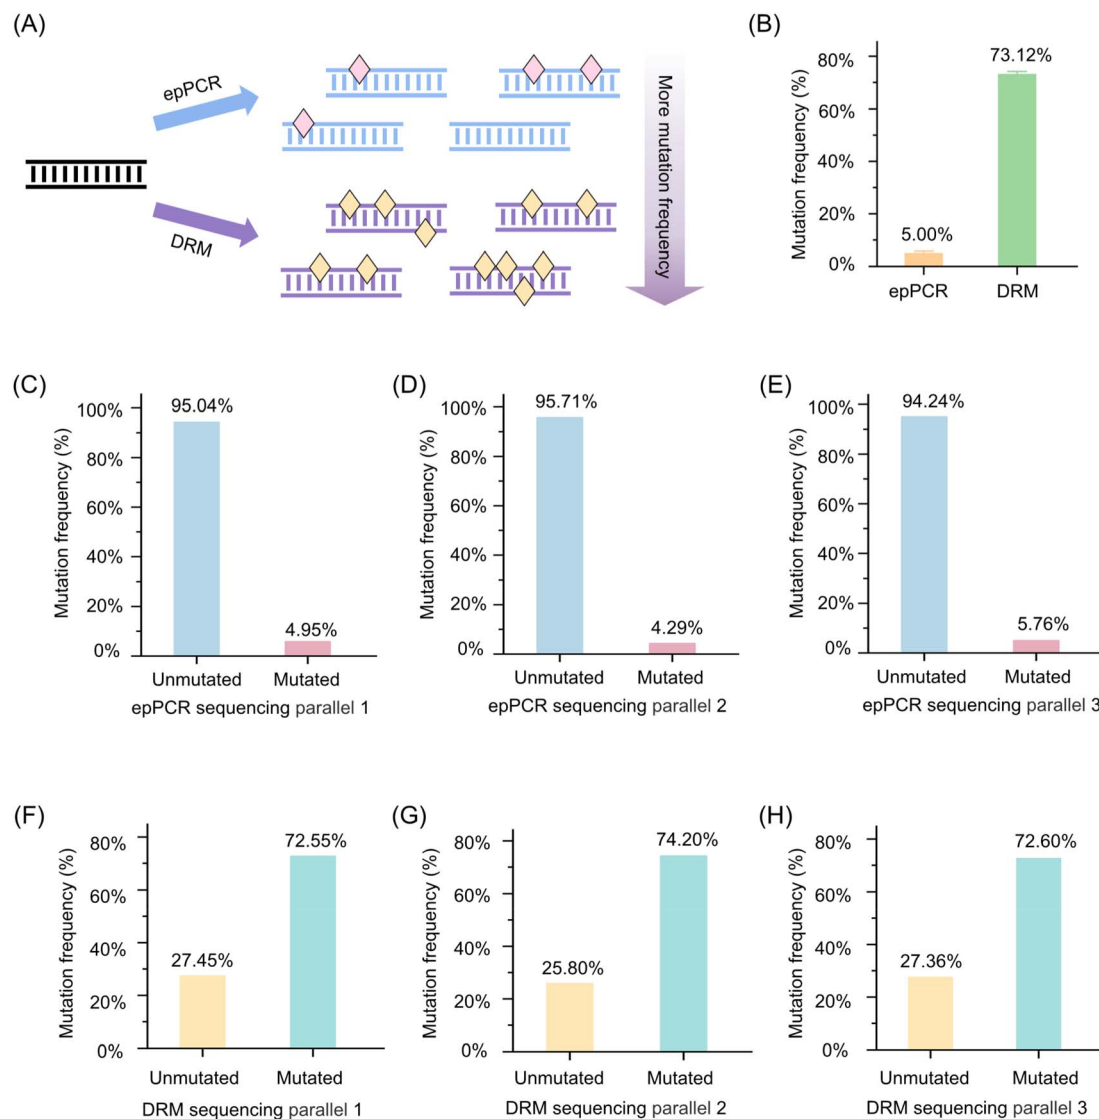 (A)
epPCR
DRM
More mutation frequency
(B)
Mutation frequency (%)
80%
60%
40%
20%
0%
5.00%
73.12%
epPCR DRM
(C)
Mutation frequency (%)
100%
80%
60%
40%
20%
0%
95.04%
4.95%
Unmutated Mutated
epPCR sequencing parallel 1
(D)
Mutation frequency (%)
100%
80%
60%
40%
20%
0%
95.71%
4.29%
Unmutated Mutated
epPCR sequencing parallel 2
(E)
Mutation frequency (%)
100%
80%
60%
40%
20%
0%
94.24%
5.76%
Unmutated Mutated
epPCR sequencing parallel 3
(F)
Mutation frequency (%)
80%
60%
40%
20%
0%
27.45%
72.55%
Unmutated Mutated
DRM sequencing parallel 1
(G)
Mutation frequency (%)
80%
60%
40%
20%
0%
25.80%
74.20%
Unmutated Mutated
DRM sequencing parallel 2
(H)
Mutation frequency (%)
80%
60%
40%
20%
0%
27.36%
72.60%
Unmutated Mutated
DRM sequencing parallel 3